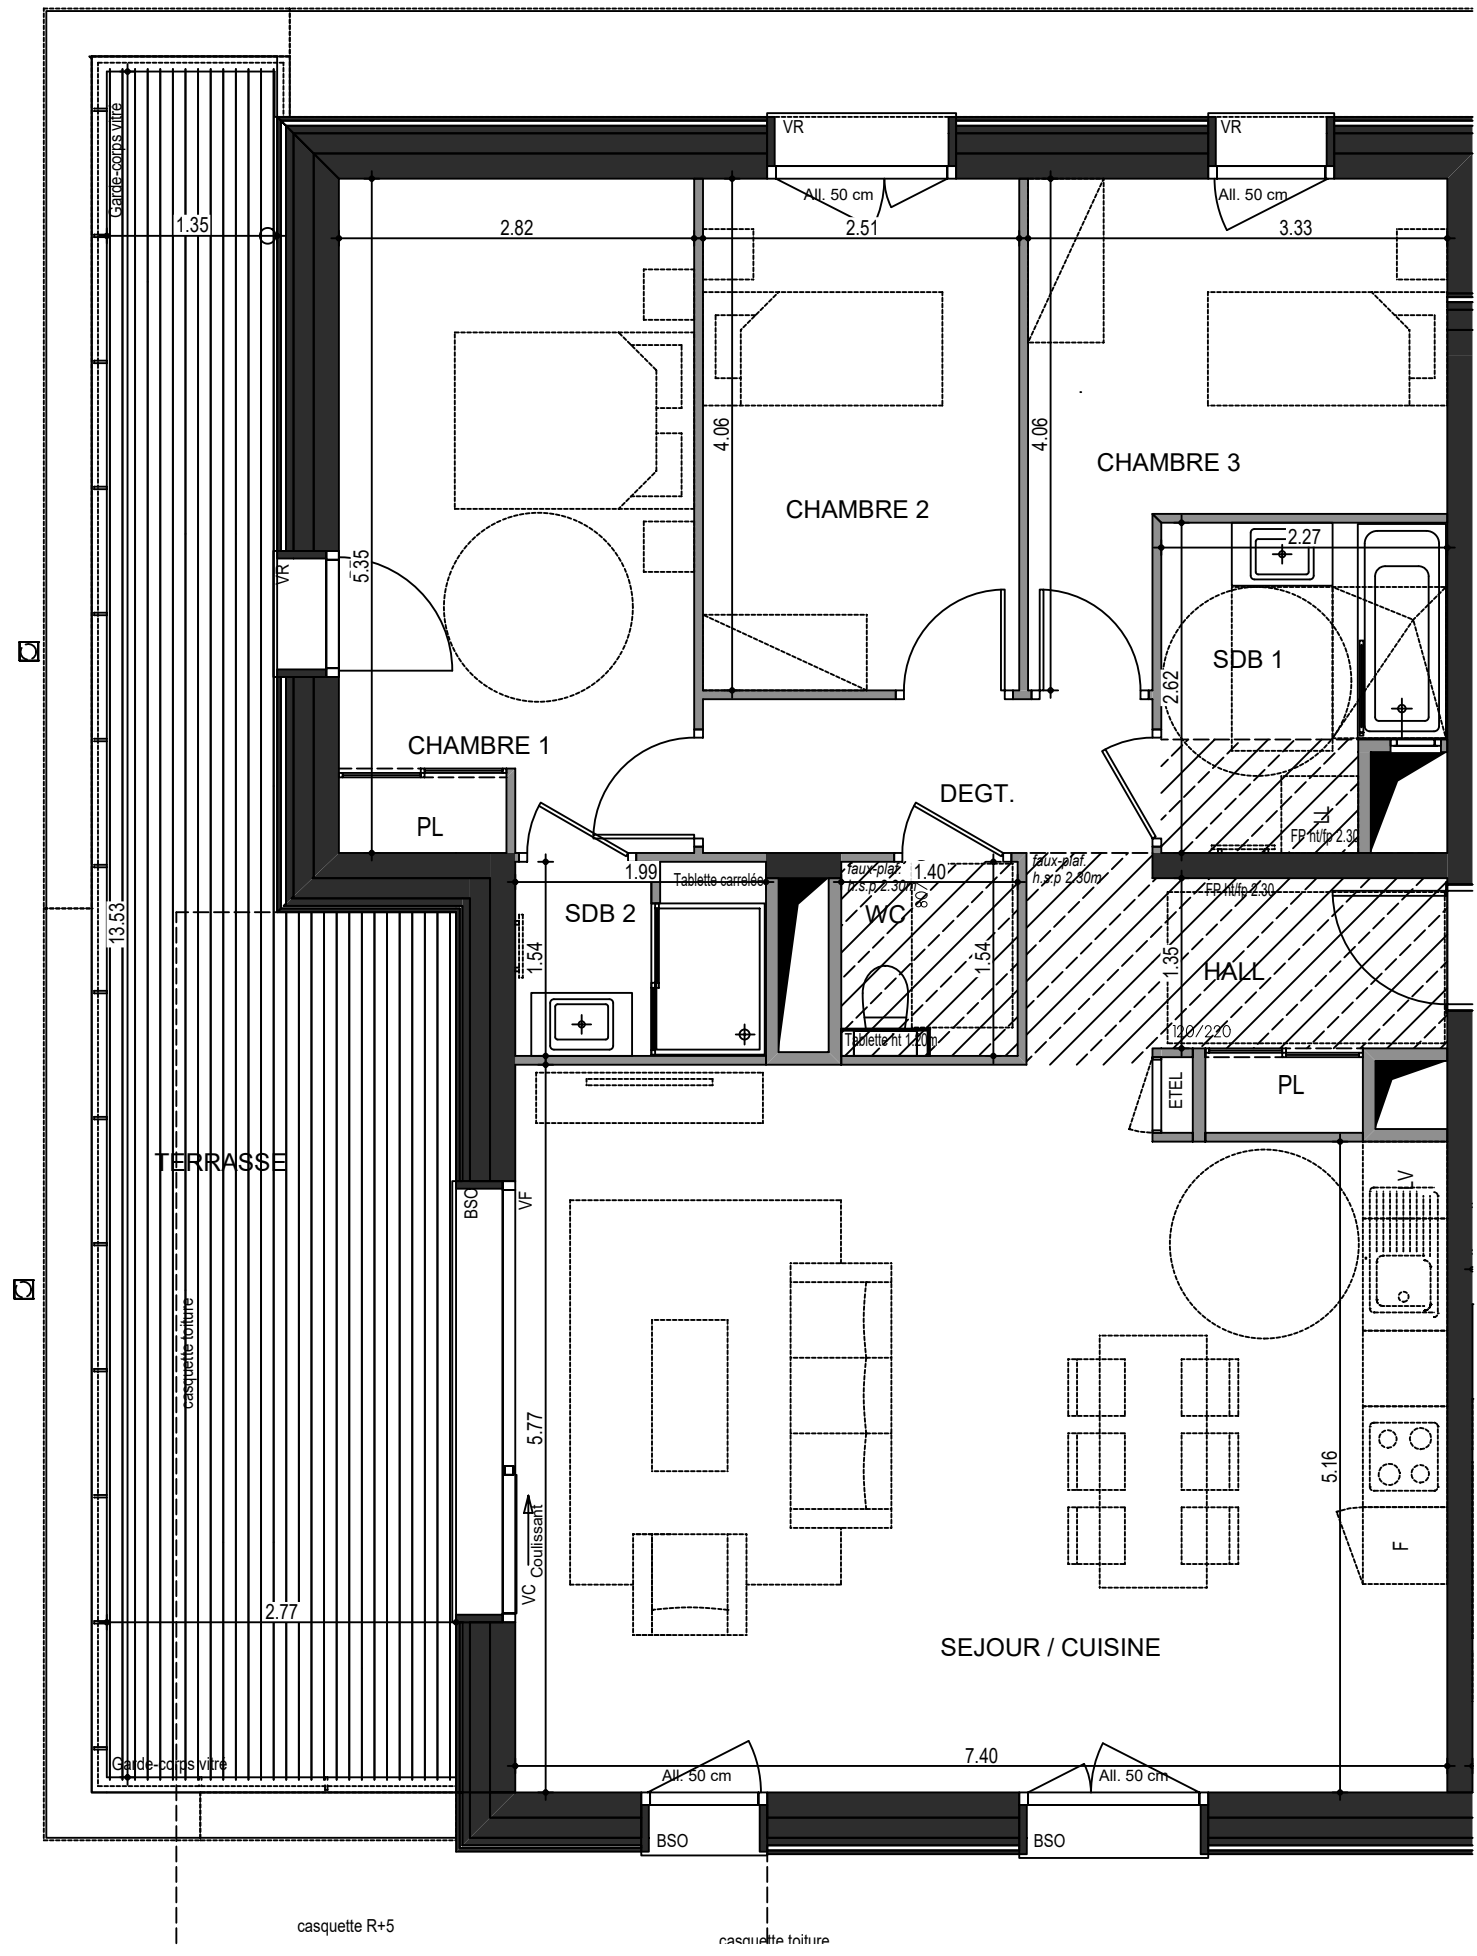 VR
VR
Garde-corps vitré
All. 50 cm
All. 50 cm
1.35
2.82
2.51
3.33
4.06
4.06
CHAMBRE 3
CHAMBRE 2
2.27
5.35
VR
SDB 1
2.62
CHAMBRE 1
DEGT.
PL
LL
FP ht/fp 2.30
1.99
Tablette carrelée
faux-plaf.
h.s.p 2.30m
1.40
faux-plaf.
h.s.p 2.30m
FP ht/fp 2.30
13.53
SDB 2
WC
1.54
1.54
1.35
HALL
120/220
Tablette ht 1.20m
ETEL
PL
TERRASSE
BSO
VF
LV
casquette toiture
5.77
5.16
Coulissant
VC
F
2.77
SEJOUR / CUISINE
7.40
Garde-corps vitré
All. 50 cm
All. 50 cm
BSO
BSO
casquette R+5
casquette toiture